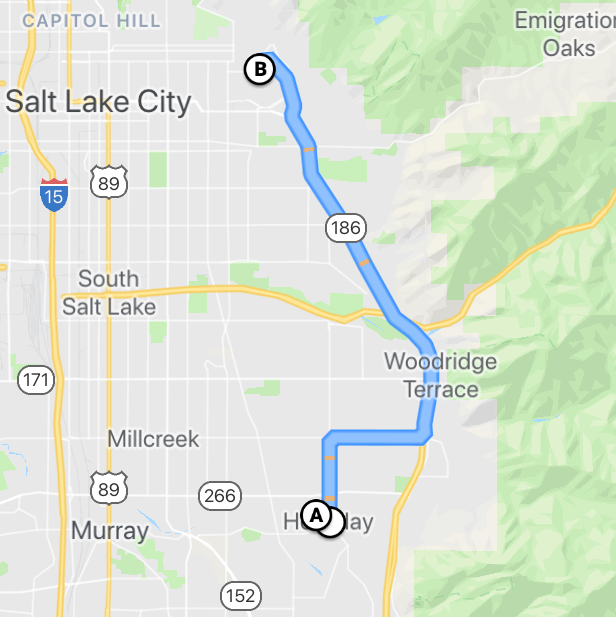 CAPITOL HILL
Emigration
Oaks
B
Salt Lake City
89
15
186
South
Salt Lake
171
Woodridge
Terrace
Millcreek
89
266
A
Murray
152